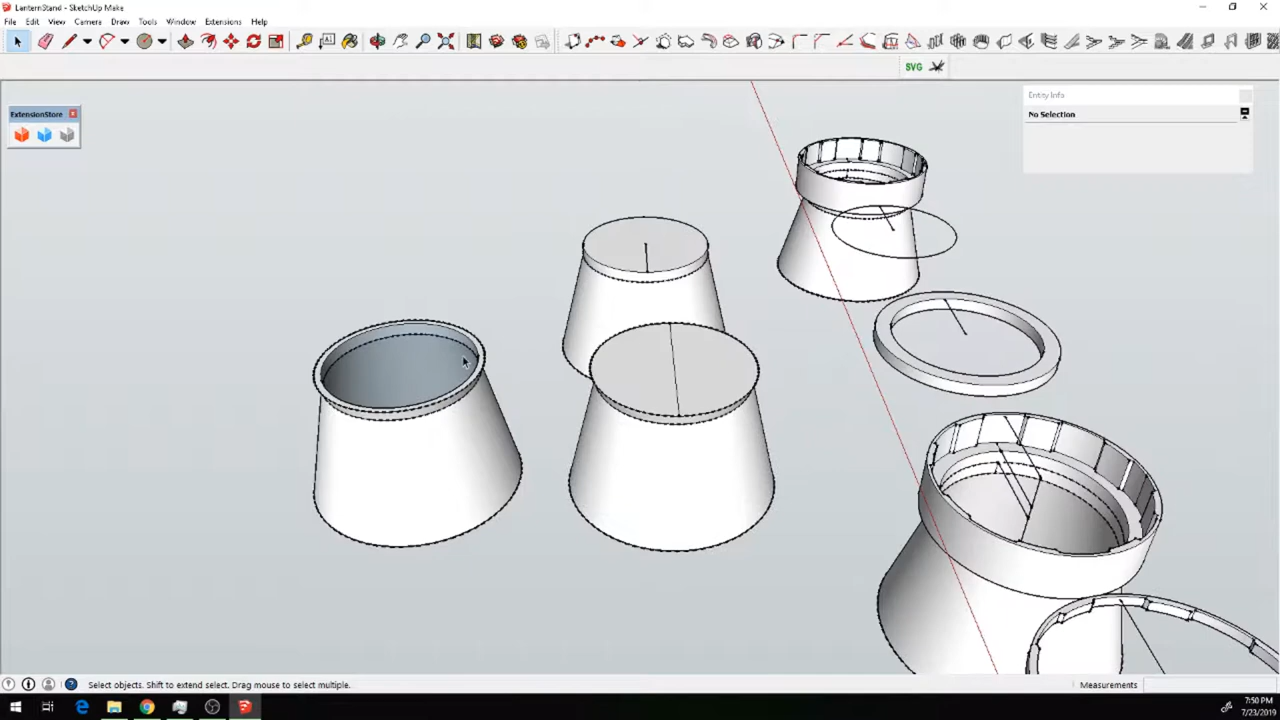 LanternStand - SketchUp Make
File Edit View Camera Draw Tools Window Extensions Help
SVG
Entity Info
No Selection
ExtensionStore
Select objects. Shift to extend select. Drag mouse to select multiple.
Measurements
7:50 PM
7/23/2019